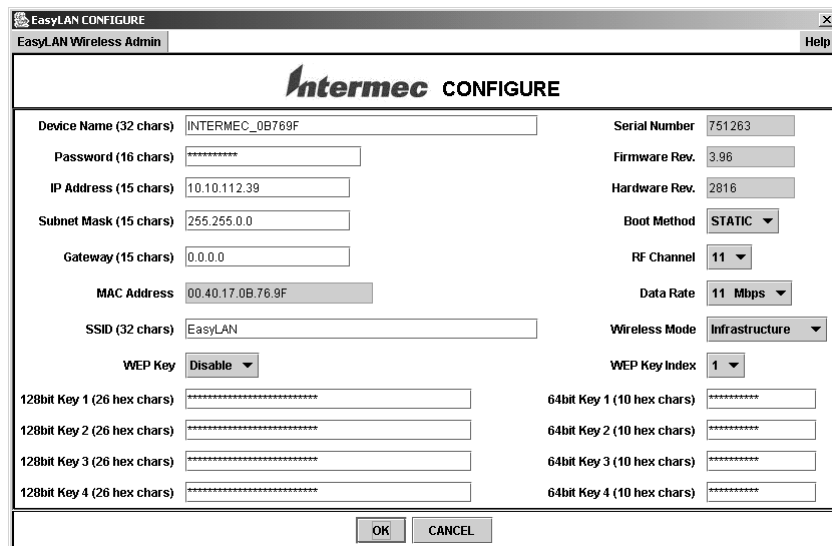 EasyLAN CONFIGURE
EasyLAN Wireless Admin Help
Intermec CONFIGURE
Device Name (32 chars) INTERMEC_0B769F Serial Number 751263
Password (16 chars) ********** Firmware Rev. 3.96
IP Address (15 chars) 10.10.112.39 Hardware Rev. 2816
Subnet Mask (15 chars) 255.255.0.0 Boot Method STATIC
Gateway (15 chars) 0.0.0.0 RF Channel 11
MAC Address 00.40.17.0B.76.9F Data Rate 11 Mbps
SSID (32 chars) EasyLAN Wireless Mode Infrastructure
WEP Key Disable WEP Key Index 1
128bit Key 1 (26 hex chars) ************************** 64bit Key 1 (10 hex chars) **********
128bit Key 2 (26 hex chars) ************************** 64bit Key 2 (10 hex chars) **********
128bit Key 3 (26 hex chars) ************************** 64bit Key 3 (10 hex chars) **********
128bit Key 4 (26 hex chars) ************************** 64bit Key 4 (10 hex chars) **********
OK CANCEL